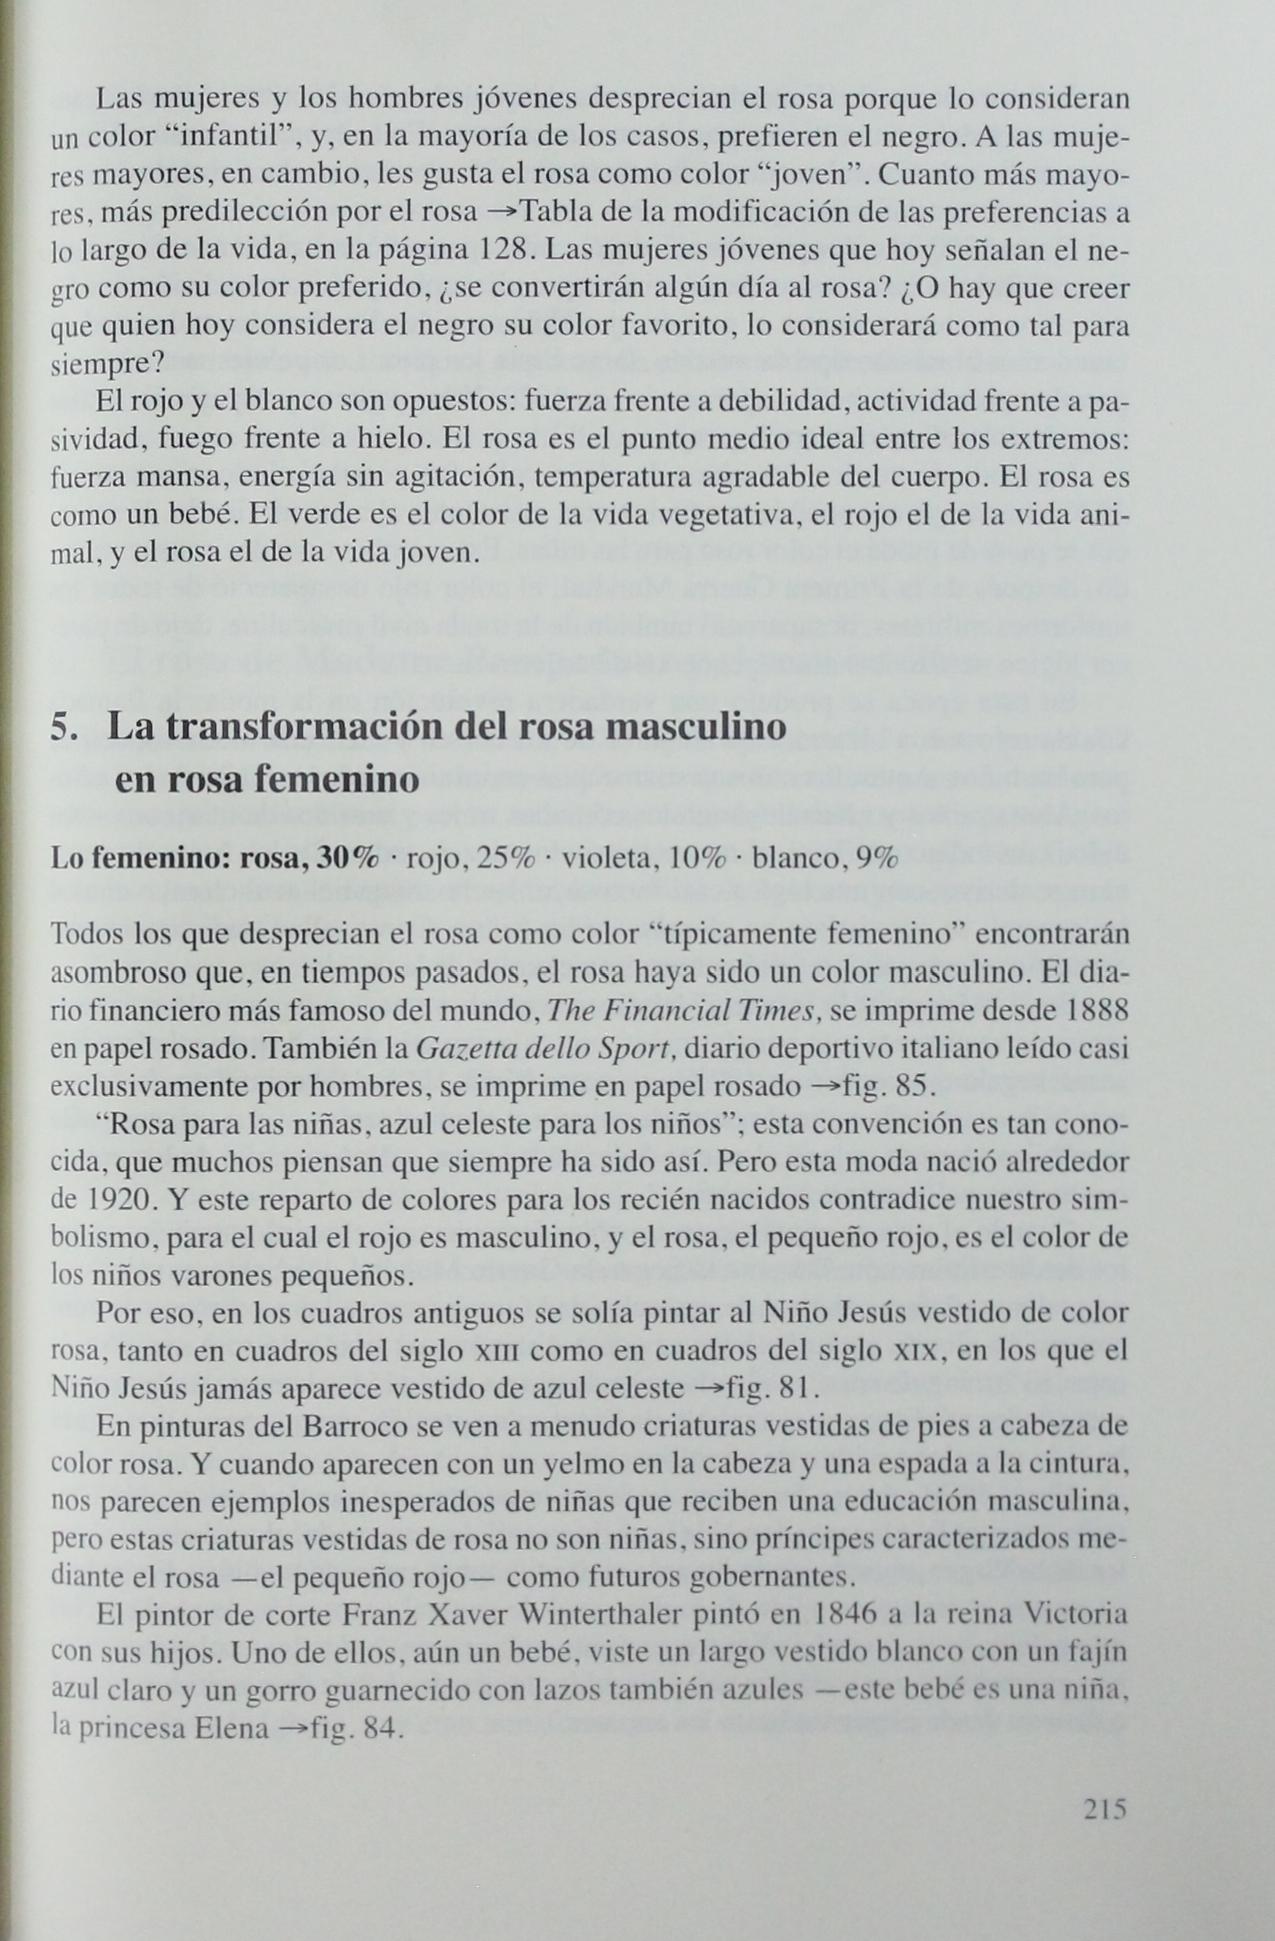 Las mujeres y los hombres jóvenes desprecian el rosa porque lo consideran
un color “infantil”, y, en la mayoría de los casos, prefieren el negro. A las muje-
res mayores, en cambio, les gusta el rosa como color “joven”. Cuanto más mayo-
res, más predilección por el rosa →Tabla de la modificación de las preferencias a
lo largo de la vida, en la página 128. Las mujeres jóvenes que hoy señalan el ne-
gro como su color preferido, ¿se convertirán algún día al rosa? ¿O hay que creer
que quien hoy considera el negro su color favorito, lo considerará como tal para
siempre?
El rojo y el blanco son opuestos: fuerza frente a debilidad, actividad frente a pa-
sividad, fuego frente a hielo. El rosa es el punto medio ideal entre los extremos:
fuerza mansa, energía sin agitación, temperatura agradable del cuerpo. El rosa es
como un bebé. El verde es el color de la vida vegetativa, el rojo el de la vida ani-
mal, y el rosa el de la vida joven.
5. La transformación del rosa masculino
en rosa femenino
Lo femenino: rosa, 30% · rojo, 25% · violeta, 10% · blanco, 9%
Todos los que desprecian el rosa como color “típicamente femenino” encontrarán
asombroso que, en tiempos pasados, el rosa haya sido un color masculino. El dia-
rio financiero más famoso del mundo, The Financial Times, se imprime desde 1888
en papel rosado. También la Gazetta dello Sport, diario deportivo italiano leído casi
exclusivamente por hombres, se imprime en papel rosado →fig. 85.
“Rosa para las niñas, azul celeste para los niños”; esta convención es tan cono-
cida, que muchos piensan que siempre ha sido así. Pero esta moda nació alrededor
de 1920. Y este reparto de colores para los recién nacidos contradice nuestro sim-
bolismo, para el cual el rojo es masculino, y el rosa, el pequeño rojo, es el color de
los niños varones pequeños.
Por eso, en los cuadros antiguos se solía pintar al Niño Jesús vestido de color
rosa, tanto en cuadros del siglo XIII como en cuadros del siglo XIX, en los que el
Niño Jesús jamás aparece vestido de azul celeste →fig. 81.
En pinturas del Barroco se ven a menudo criaturas vestidas de pies a cabeza de
color rosa. Y cuando aparecen con un yelmo en la cabeza y una espada a la cintura,
nos parecen ejemplos inesperados de niñas que reciben una educación masculina,
pero estas criaturas vestidas de rosa no son niñas, sino príncipes caracterizados me-
diante el rosa —el pequeño rojo— como futuros gobernantes.
El pintor de corte Franz Xaver Winterthaler pintó en 1846 a la reina Victoria
con sus hijos. Uno de ellos, aún un bebé, viste un largo vestido blanco con un fajín
azul claro y un gorro guarnecido con lazos también azules —este bebé es una niña,
la princesa Elena →fig. 84.
215